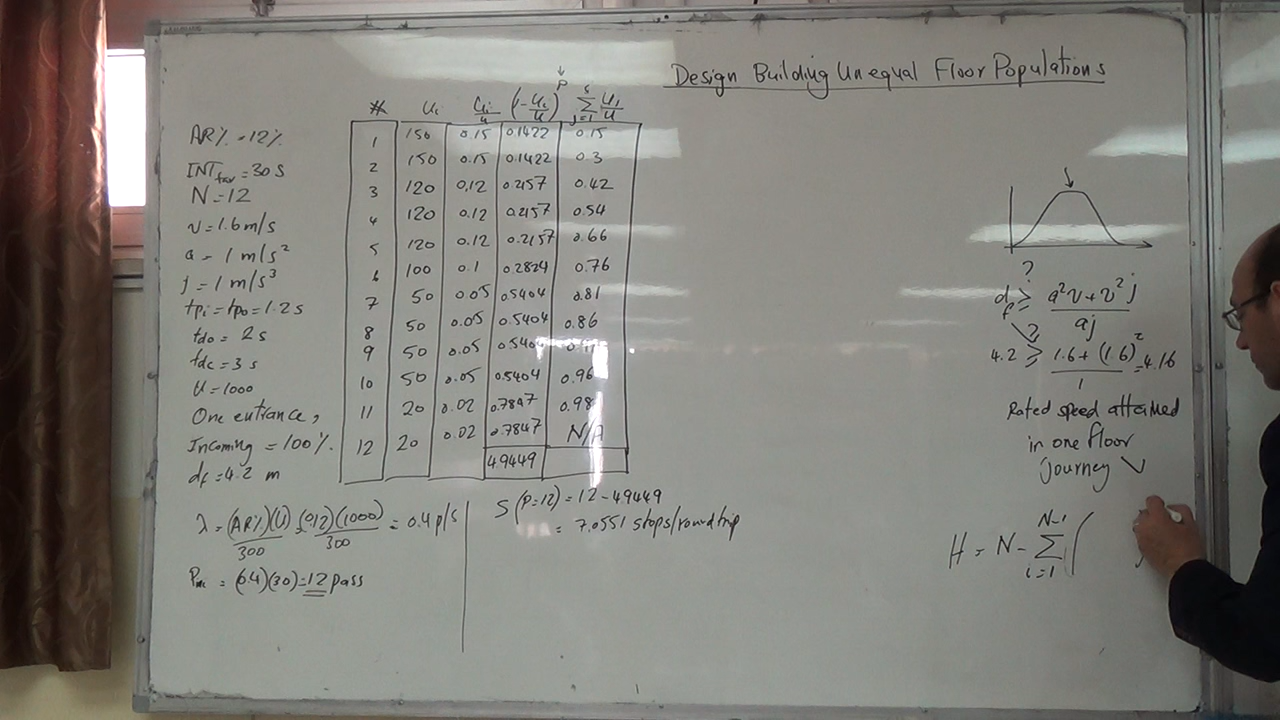 Design Building Unequal Floor Populations
AR% = 12%
INTtar = 30 s
N = 12
v = 1.6 m/s
a = 1 m/s²
j = 1 m/s³
tpi = tpo = 1.2 s
tdo = 2 s
tdc = 3 s
U = 1000
One entrance,
Incoming = 100%.
df = 4.2 m
# Ui Ui/U (1-Ui/U)^P ↓ Σ i j=1 Ui/U
1 150 0.15 0.1422 0.15
2 150 0.15 0.1422 0.3
3 120 0.12 0.2157 0.42
4 120 0.12 0.2157 0.54
5 120 0.12 0.2157 0.66
6 100 0.1 0.2824 0.76
7 50 0.05 0.5404 0.81
8 50 0.05 0.5404 0.86
9 50 0.05 0.5404
10 50 0.05 0.5404 0.96
11 20 0.02 0.7847 0.98
12 20 0.02 0.7847 N/A
4.9449
λ = (AR%)(U)/300 = (0.12)(1000)/300 = 0.4 p/s
P = (0.4)(30) = 12 pass
S(P=12) = 12 - 4.9449
= 7.0551 stops/round trip
?
df ≥ a²v + v²j / aj
?
4.2 ≥ 1.6 + (1.6)² / 1 = 4.16
Rated speed attained
in one floor
journey ✓
H = N - Σ N-1 i=1 (